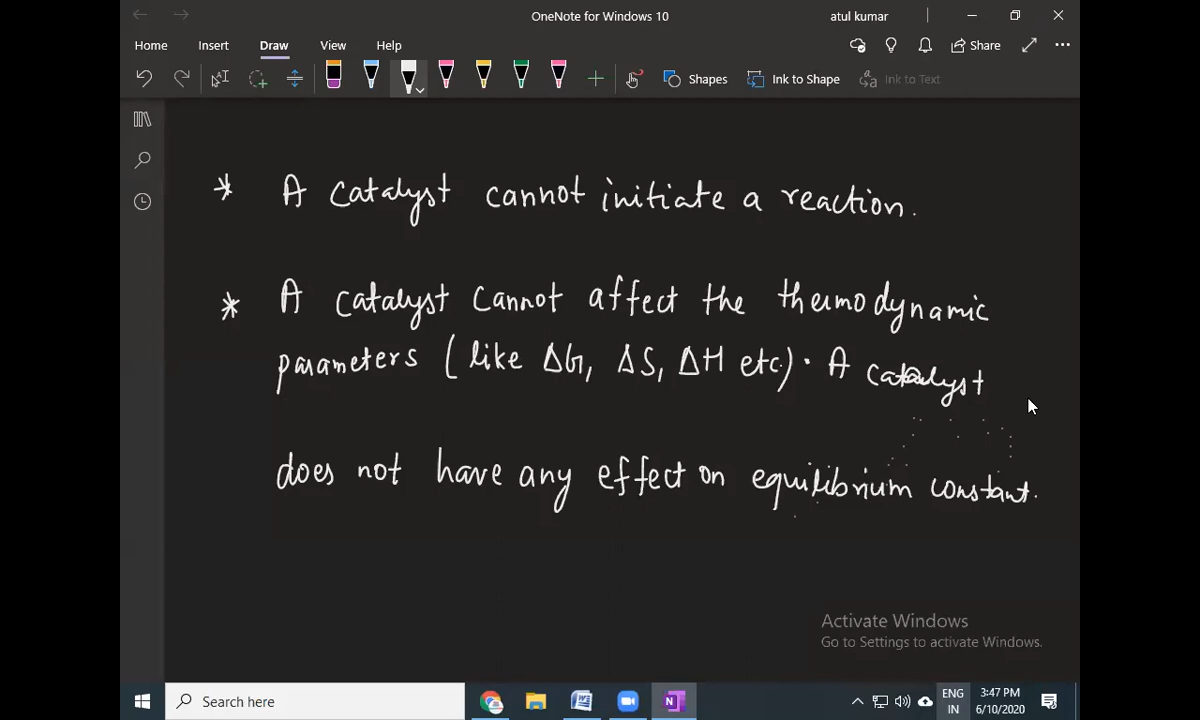 OneNote for Windows 10
atul kumar
Home Insert Draw View Help
Share
Shapes Ink to Shape Ink to Text
* A catalyst cannot initiate a reaction.
* A catalyst cannot affect the thermodynamic
parameters (like ΔG, ΔS, ΔH etc). A catalyst
does not have any effect on equilibrium constant.
Activate Windows
Go to Settings to activate Windows.
Search here
ENG
IN
3:47 PM
6/10/2020